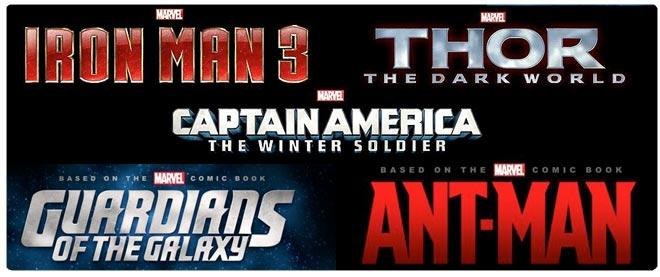 MARVEL
IRON MAN 3
MARVEL
THOR
THE DARK WORLD
MARVEL
CAPTAIN AMERICA
THE WINTER SOLDIER
BASED ON THE MARVEL COMIC BOOK
GUARDIANS
OF THE GALAXY
BASED ON THE MARVEL COMIC BOOK
ANT-MAN